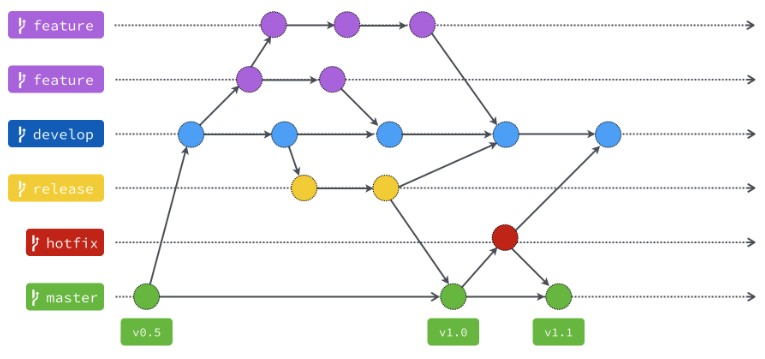 feature
feature
develop
release
hotfix
master
v0.5
v1.0
v1.1